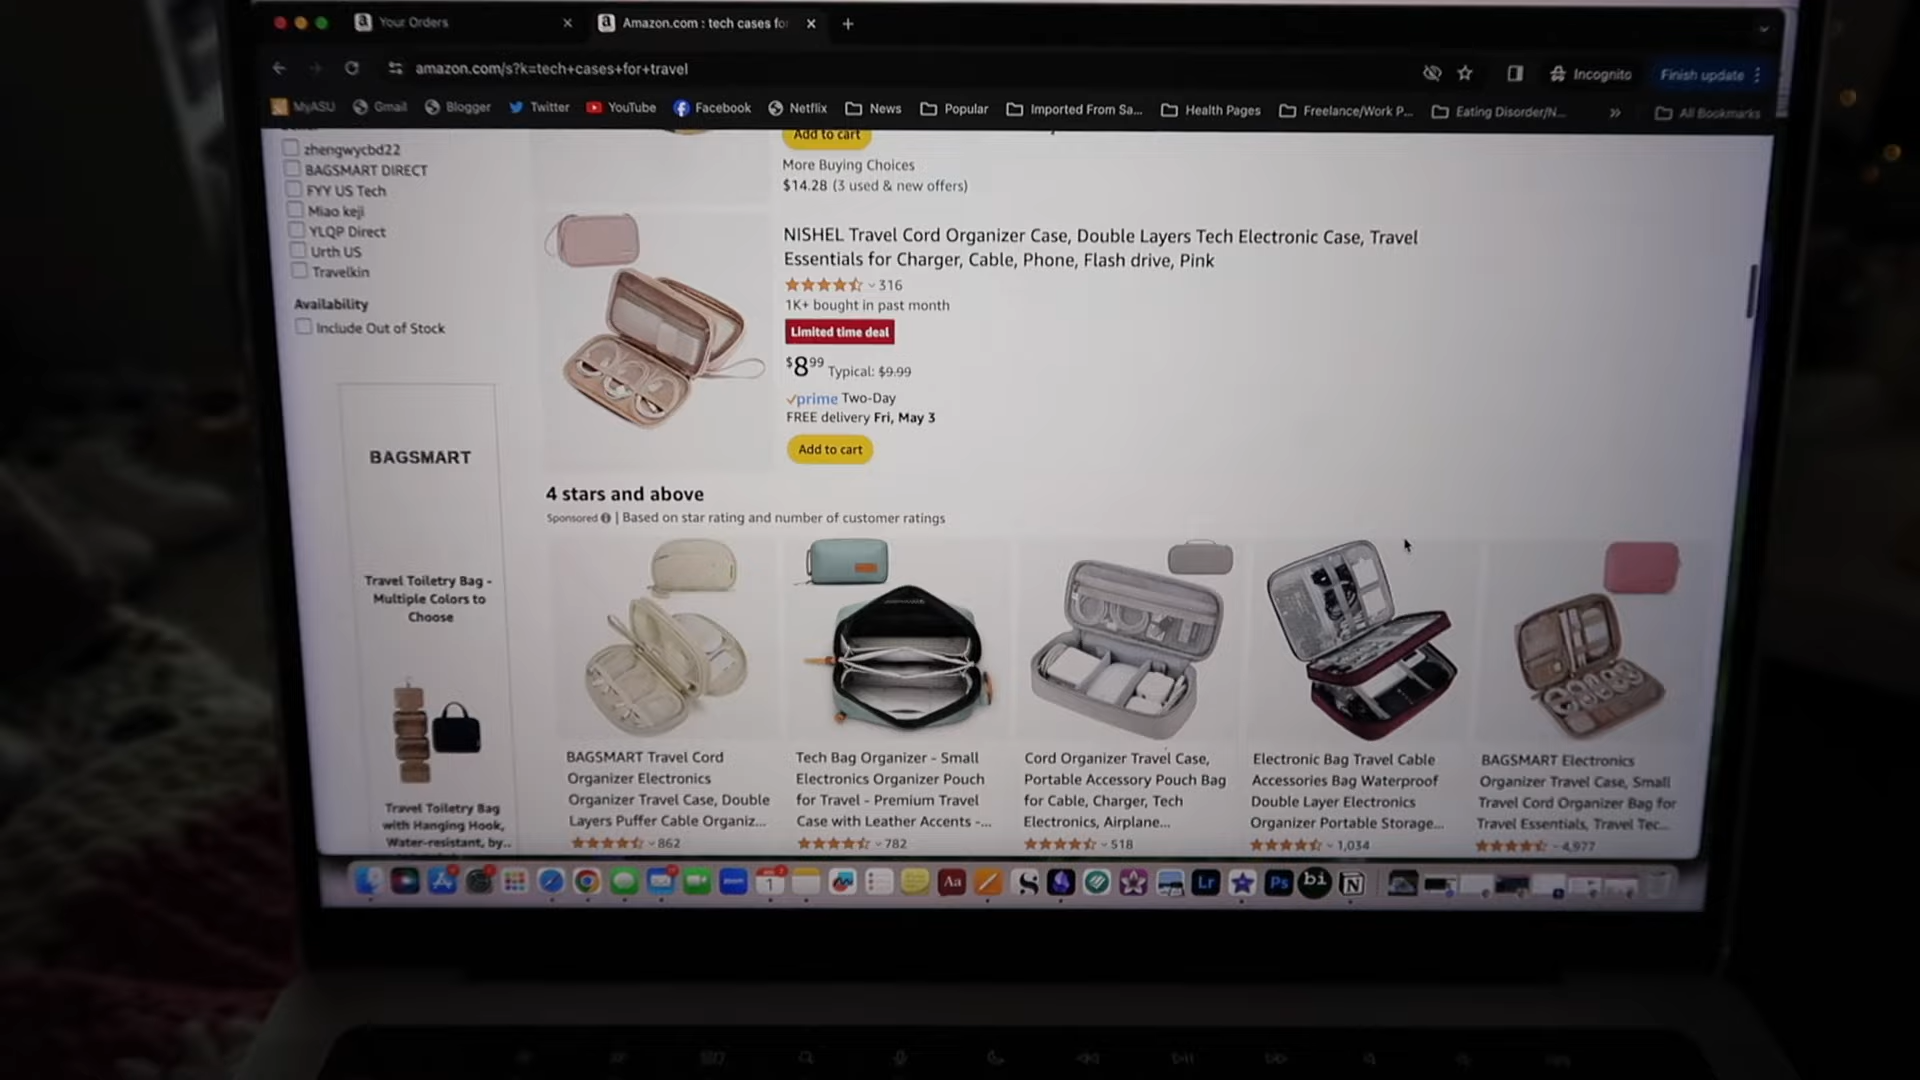 Your Orders
Amazon.com : tech cases for
amazon.com/s?k=tech+cases+for+travel
Incognito
Finish update
MyASU
Gmail
Blogger
Twitter
YouTube
Facebook
Netflix
News
Popular
Imported From Sa...
Health Pages
Freelance/Work P...
Eating Disorder/N...
All Bookmarks
zhengwycbd22
BAGSMART DIRECT
FYY US Tech
Miao keji
YLQP Direct
Urth US
Travelkin
Availability
Include Out of Stock
BAGSMART
Travel Toiletry Bag -
Multiple Colors to
Choose
Travel Toiletry Bag
with Hanging Hook,
Water-resistant, by...
Add to cart
More Buying Choices
$14.28 (3 used & new offers)
NISHEL Travel Cord Organizer Case, Double Layers Tech Electronic Case, Travel
Essentials for Charger, Cable, Phone, Flash drive, Pink
316
1K+ bought in past month
Limited time deal
$8.99 Typical: $9.99
prime Two-Day
FREE delivery Fri, May 3
Add to cart
4 stars and above
Sponsored | Based on star rating and number of customer ratings
BAGSMART Travel Cord
Organizer Electronics
Organizer Travel Case, Double
Layers Puffer Cable Organiz...
862
Tech Bag Organizer - Small
Electronics Organizer Pouch
for Travel - Premium Travel
Case with Leather Accents -...
782
Cord Organizer Travel Case,
Portable Accessory Pouch Bag
for Cable, Charger, Tech
Electronics, Airplane...
518
Electronic Bag Travel Cable
Accessories Bag Waterproof
Double Layer Electronics
Organizer Portable Storage...
1,034
BAGSMART Electronics
Organizer Travel Case, Small
Travel Cord Organizer Bag for
Travel Essentials, Travel Tec...
4,977
1
zoom
Aa
S
Lr
Ps
bi
N